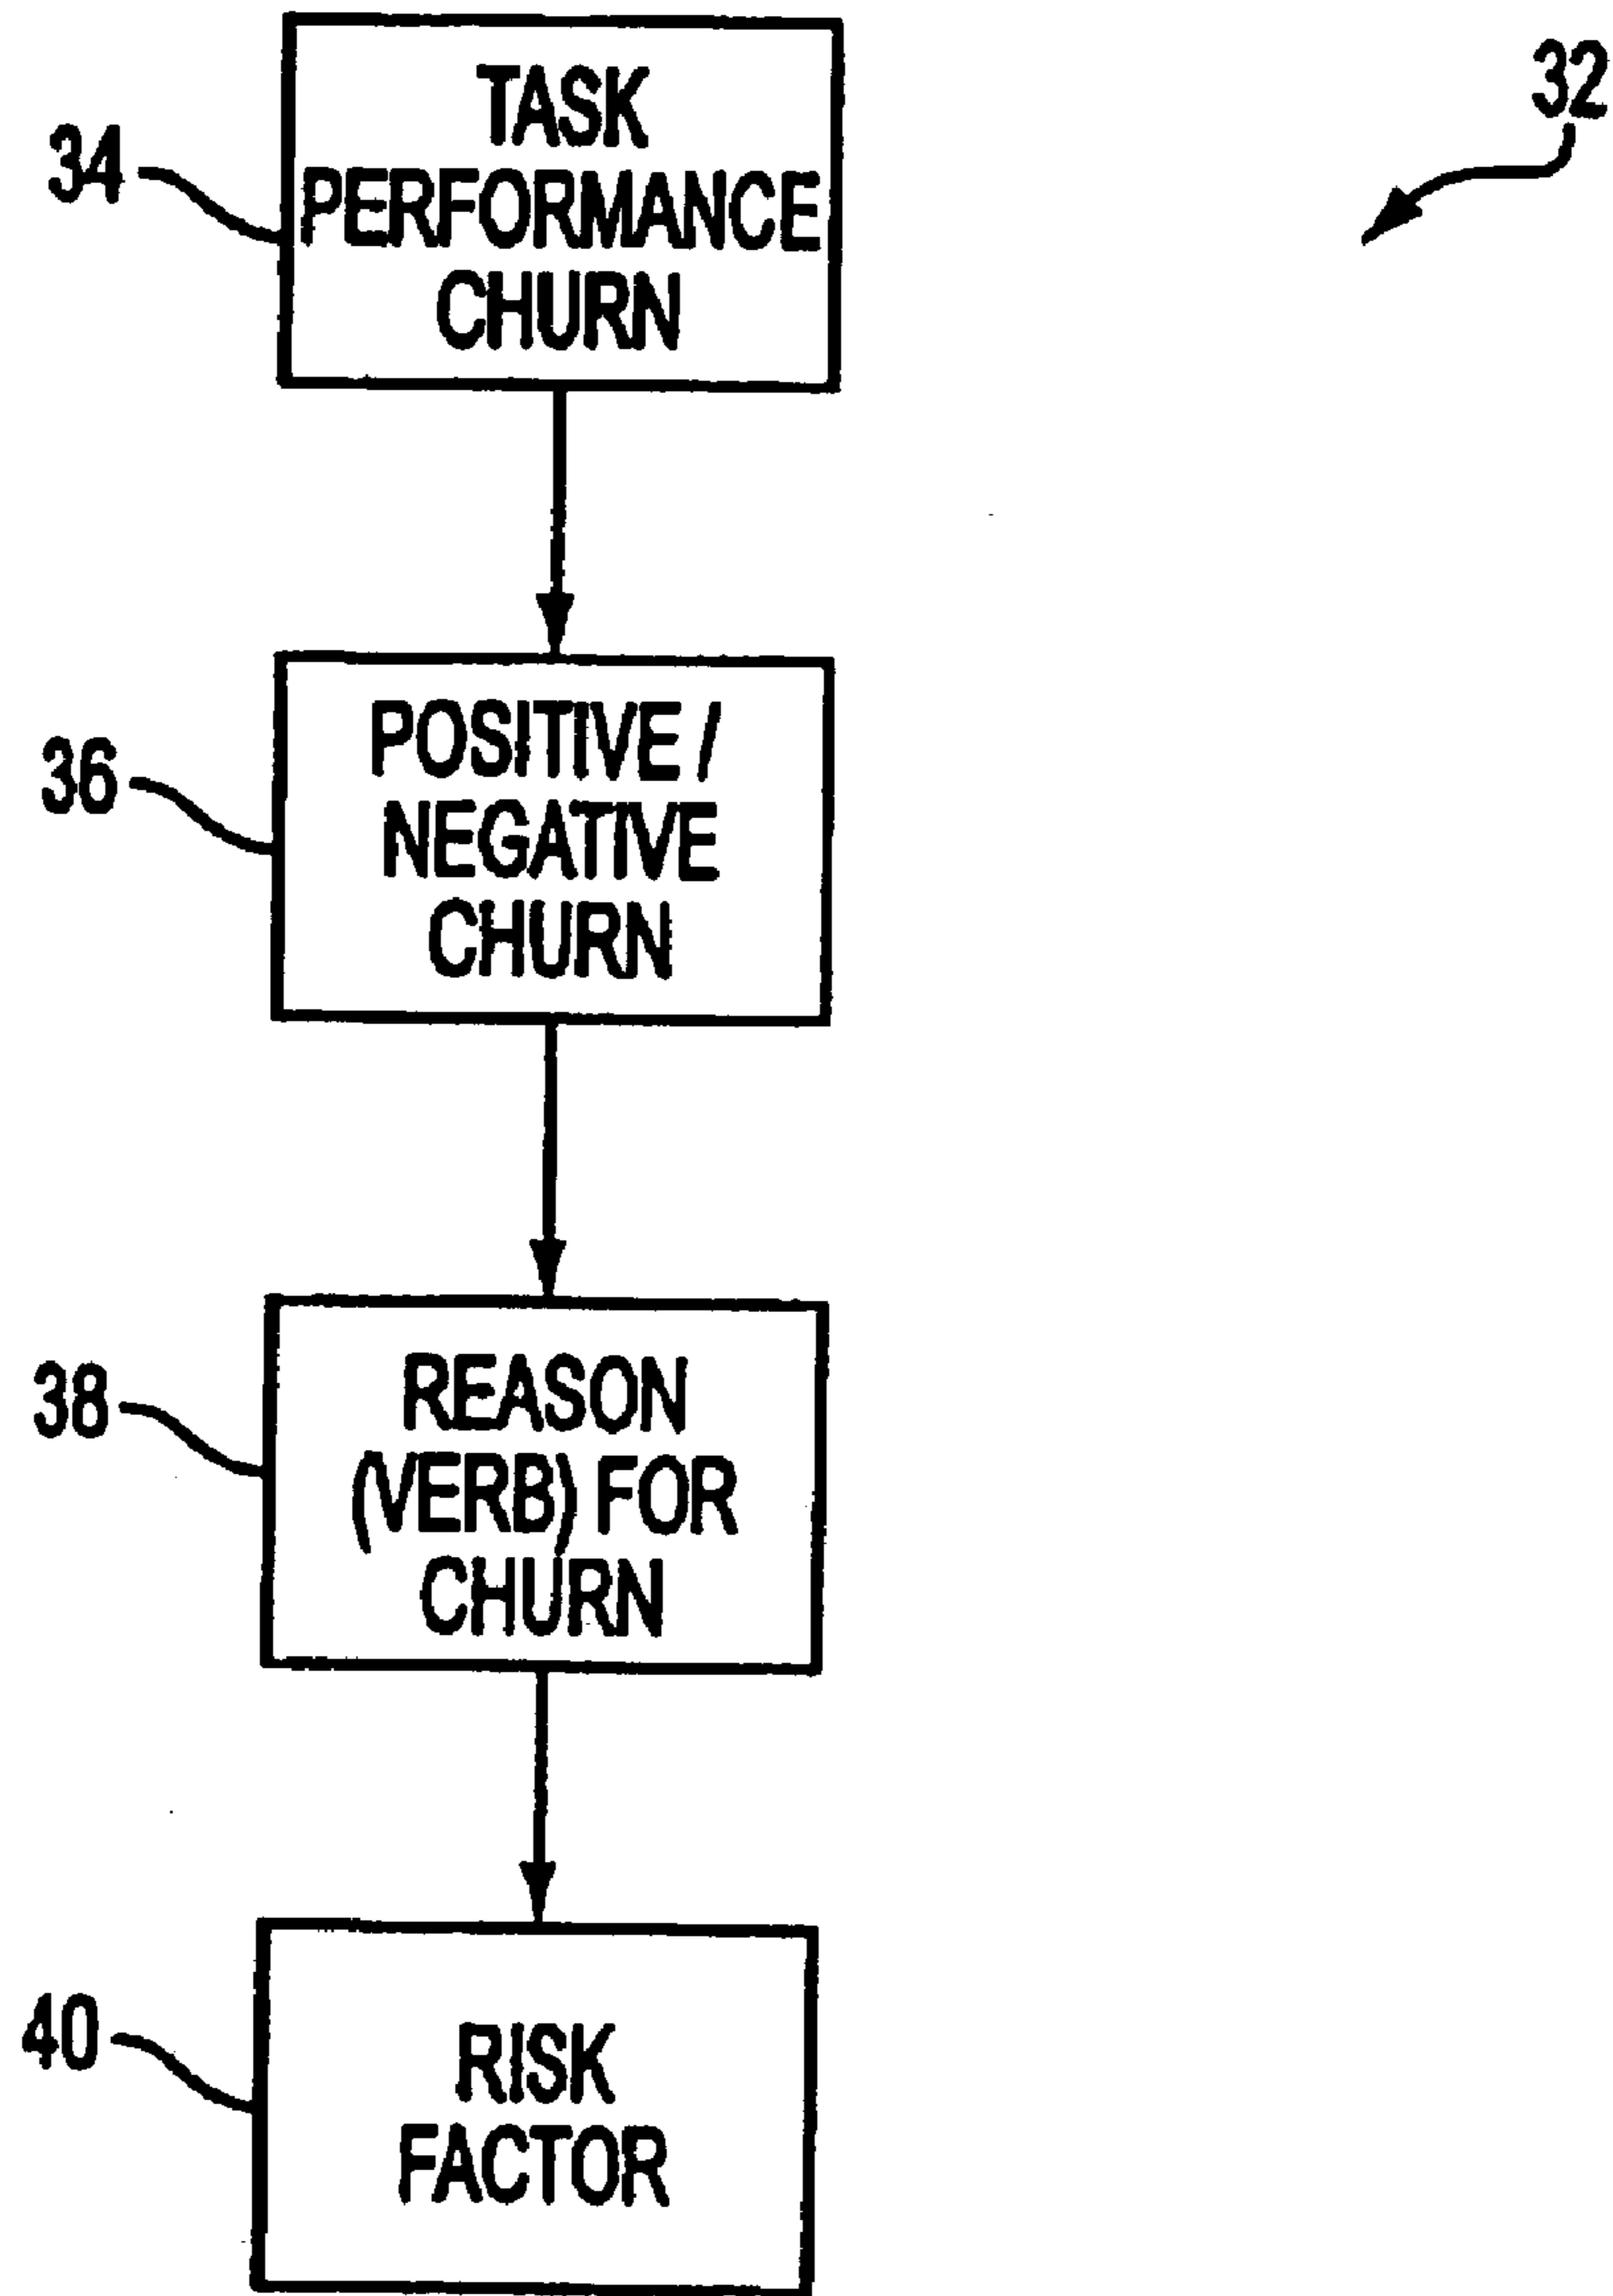 32
34
TASK
PERFORMANCE
CHURN
36
POSITIVE /
NEGATIVE
CHURN
38
REASON
(VERB) FOR
CHURN
40
RISK
FACTOR